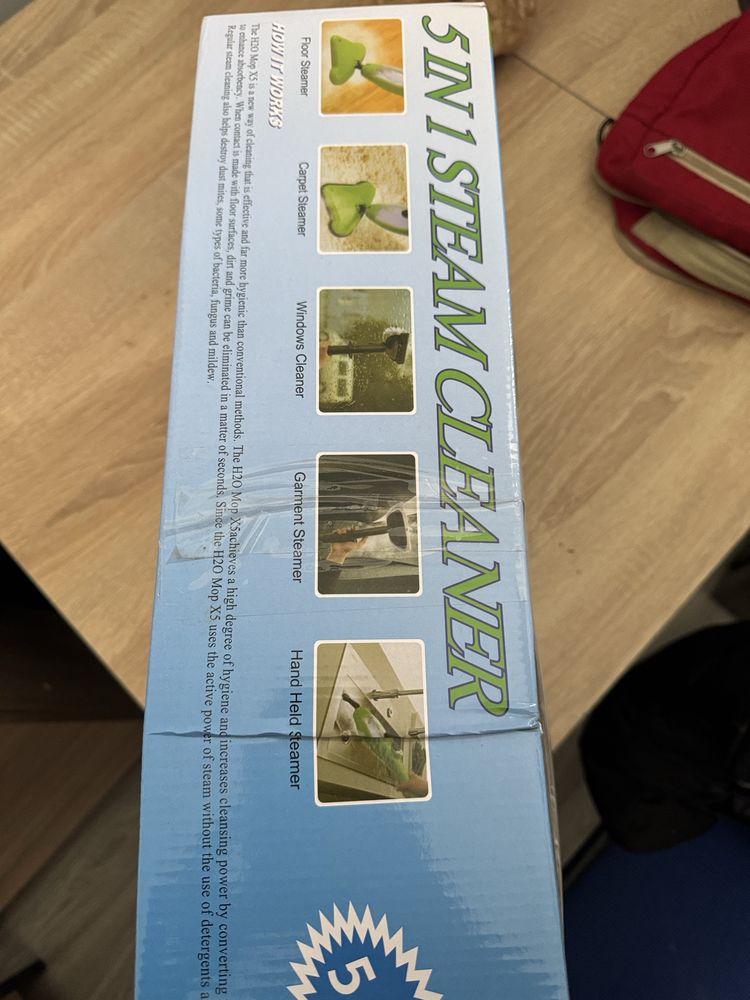 5 IN 1 STEAM CLEANER
Floor Steamer
Carpet Steamer
Windows Cleaner
Garment Steamer
Hand Held Steamer
5
HOW IT WORKS
The H2O Mop X5 is a new way of cleaning that is effective and far more hygienic than conventional methods. The H2O Mop X5achieves a high degree of hygiene and increases cleansing power by converting
to enhance absorbency. When contact is made with floor surfaces, dirt and grime can be eliminated in a matter of seconds. Since the H2O Mop X5 uses the active power of steam without the use of detergents
Regular steam cleaning also helps destroy dust mites, some types of bacteria, fungus and mildew.